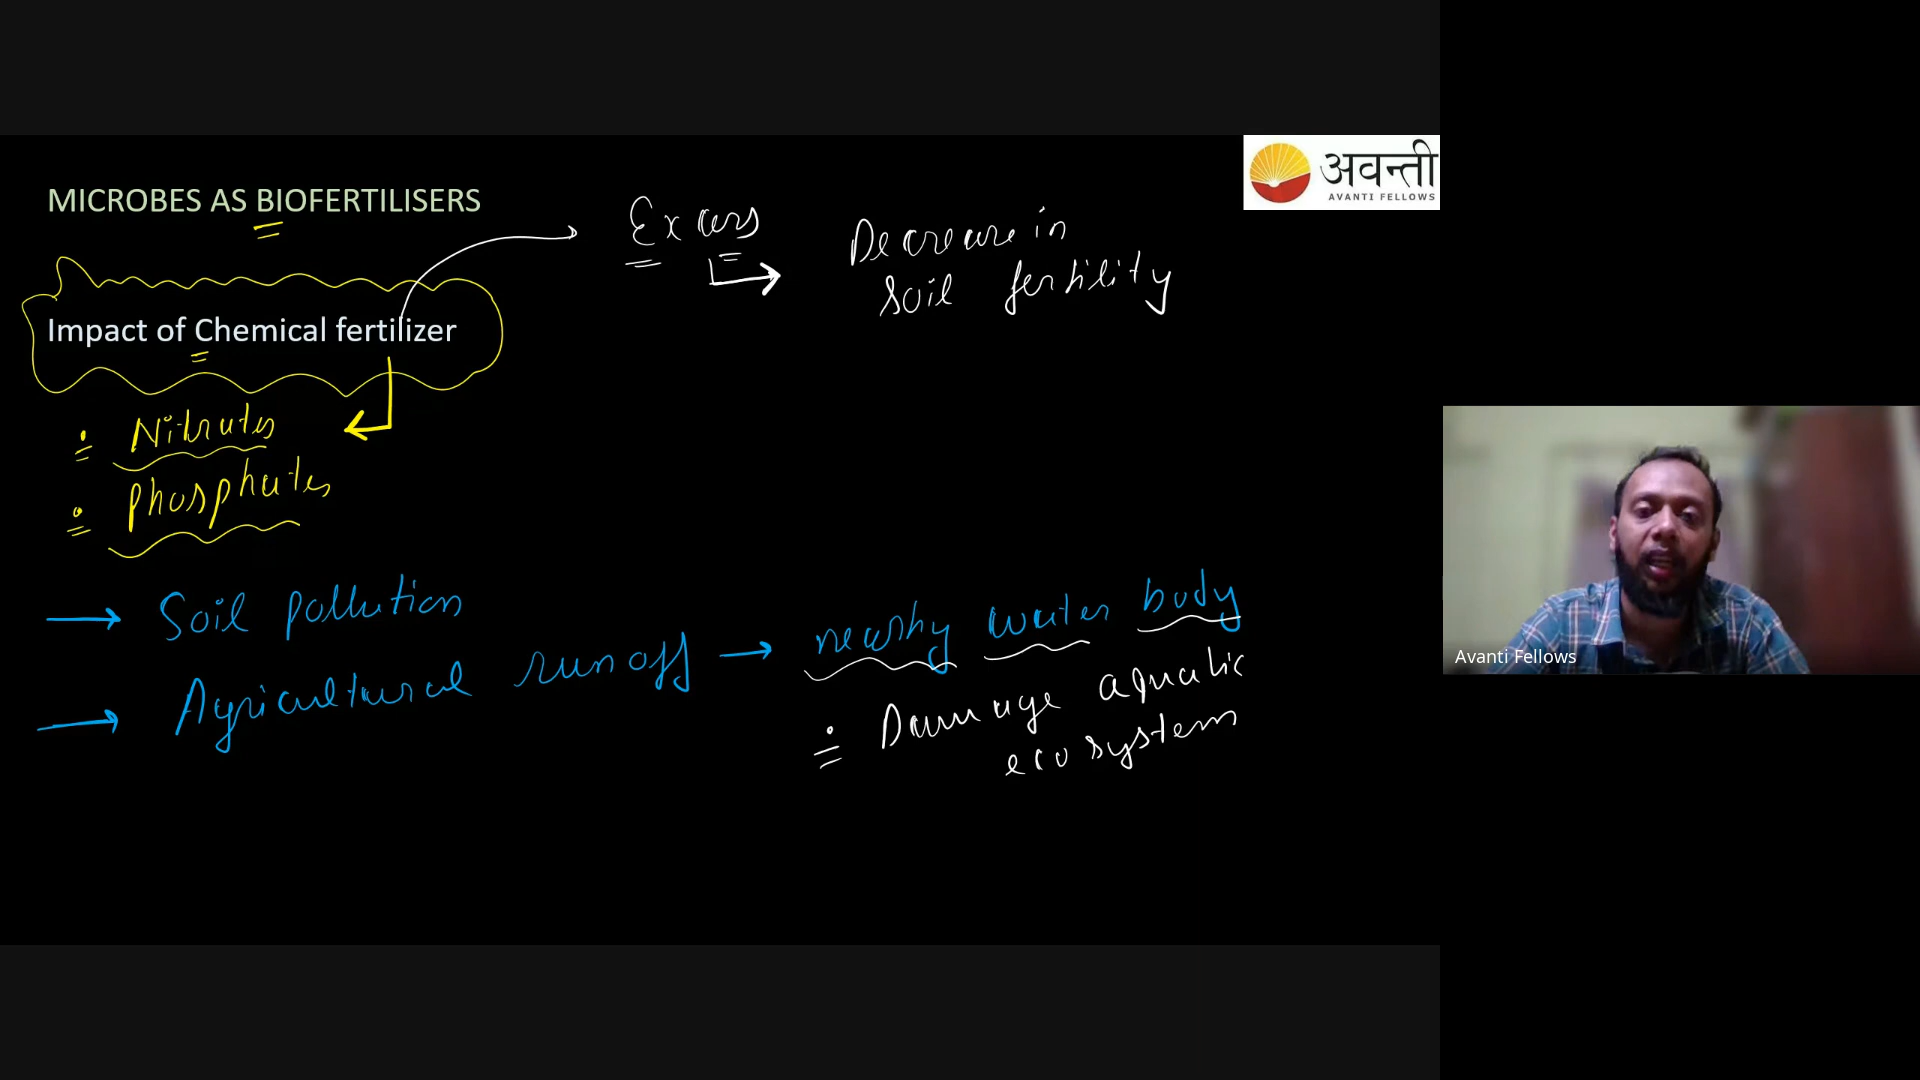 अवन्ती
AVANTI FELLOWS
MICROBES AS BIOFERTILISERS
Excess
Decrease in
soil fertility
Impact of Chemical fertilizer
Nitrates
Phosphates
Soil pollution
Agricultural runoff → nearby water body
Damage aquatic
ecosystem
Avanti Fellows